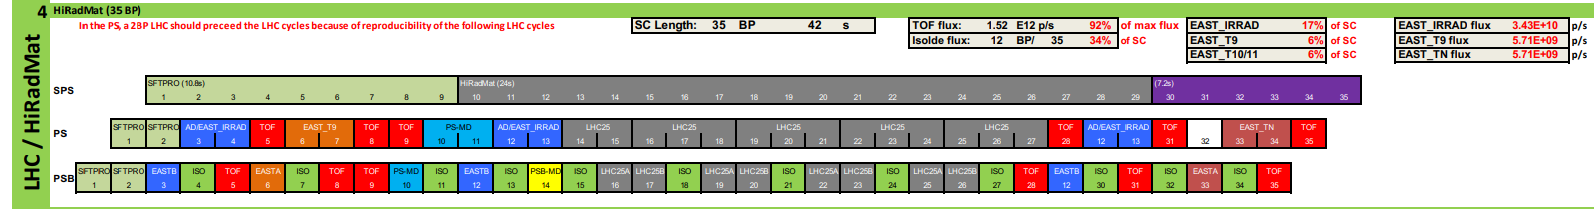 4 HiRadMat (35 BP)
LHC / HiRadMat
In the PS, a 2BP LHC should preceed the LHC cycles because of reproducibility of the following LHC cycles
SC Length: 35 BP 42 s
TOF flux: 1.52 E12 p/s 92% of max flux
Isolde flux: 12 BP/ 35 34% of SC
EAST_IRRAD 17% of SC
EAST_T9 6% of SC
EAST_T10/11 6% of SC
EAST_IRRAD flux 3.43E+10 p/s
EAST_T9 flux 5.71E+09 p/s
EAST_TN flux 5.71E+09 p/s
SPS
SFTPRO (10.8s) HiRadMat (24s) (7.2s)
1 2 3 4 5 6 7 8 9 10 11 12 13 14 15 16 17 18 19 20 21 22 23 24 25 26 27 28 29 30 31 32 33 34 35
PS
SFTPRO SFTPRO AD/EAST_IRRAD TOF EAST_T9 TOF TOF PS-MD AD/EAST_IRRAD LHC25 LHC25 LHC25 LHC25 LHC25 TOF AD/EAST_IRRAD TOF EAST_TN TOF
1 2 3 4 5 6 7 8 9 10 11 12 13 14 15 16 17 18 19 20 21 22 23 24 25 26 27 28 12 13 31 32 33 34 35
PSB
SFTPRO SFTPRO EASTB ISO TOF EASTA ISO TOF TOF PS-MD ISO EASTB ISO PSB-MD ISO LHC25A LHC25B ISO LHC25A LHC25B ISO LHC25A LHC25B ISO LHC25A LHC25B ISO TOF EASTB ISO TOF ISO EASTA ISO TOF
1 2 3 4 5 6 7 8 9 10 11 12 13 14 15 16 17 18 19 20 21 22 23 24 25 26 27 28 12 30 31 32 33 34 35